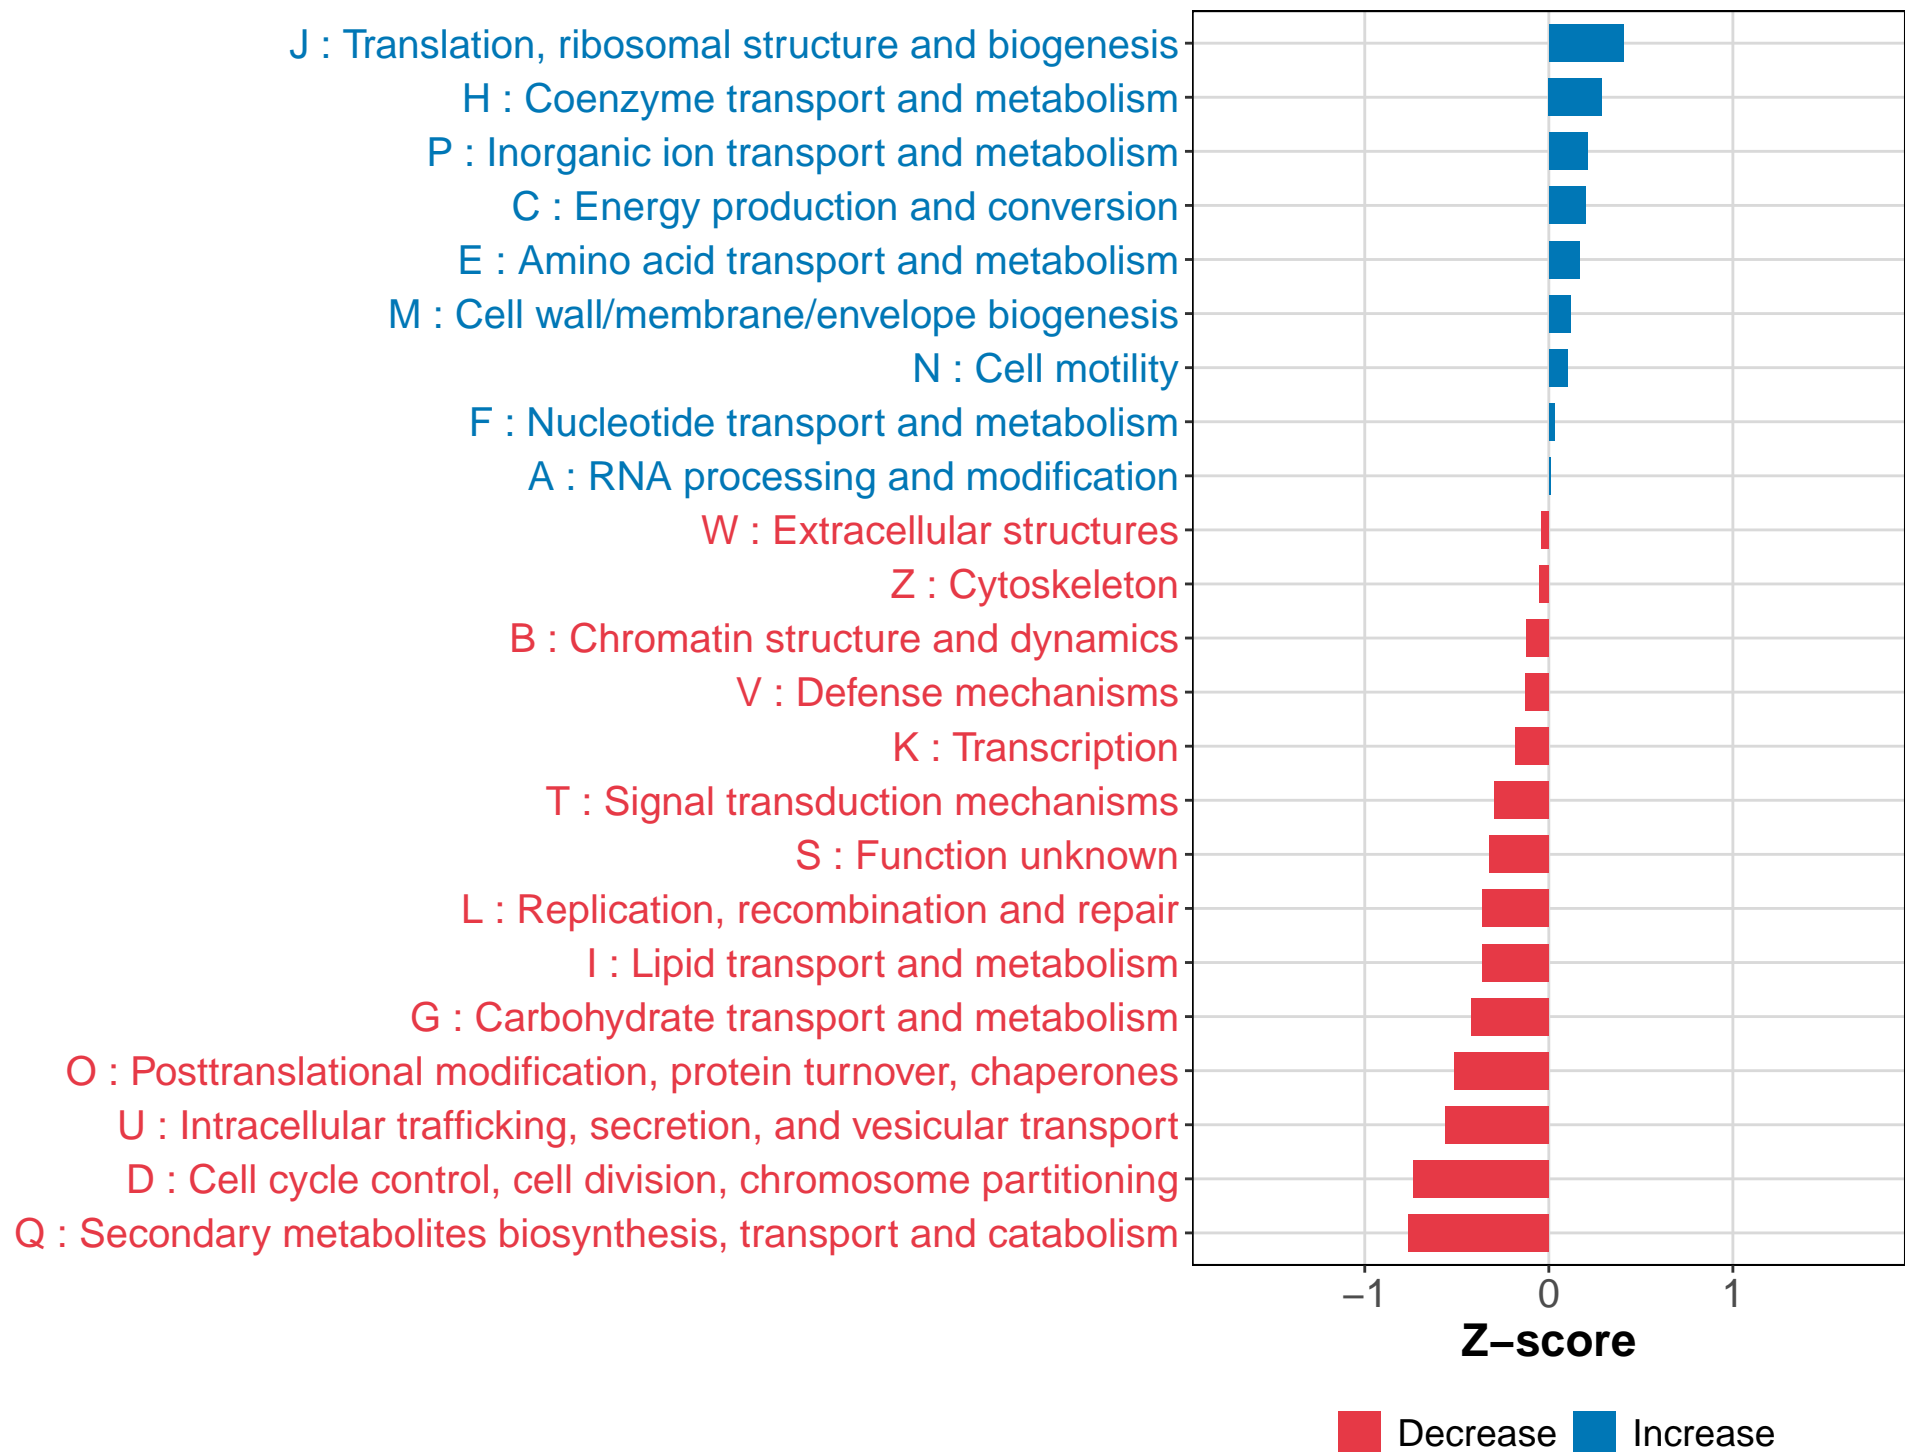 J : Translation, ribosomal structure and biogenesis
H : Coenzyme transport and metabolism
P : Inorganic ion transport and metabolism
C : Energy production and conversion
E : Amino acid transport and metabolism
M : Cell wall/membrane/envelope biogenesis
N : Cell motility
F : Nucleotide transport and metabolism
A : RNA processing and modification
W : Extracellular structures
Z : Cytoskeleton
B : Chromatin structure and dynamics
V : Defense mechanisms
K : Transcription
T : Signal transduction mechanisms
S : Function unknown
L : Replication, recombination and repair
I : Lipid transport and metabolism
G : Carbohydrate transport and metabolism
O : Posttranslational modification, protein turnover, chaperones
U : Intracellular trafficking, secretion, and vesicular transport
D : Cell cycle control, cell division, chromosome partitioning
Q : Secondary metabolites biosynthesis, transport and catabolism
−1 0 1
Z−score
Decrease Increase